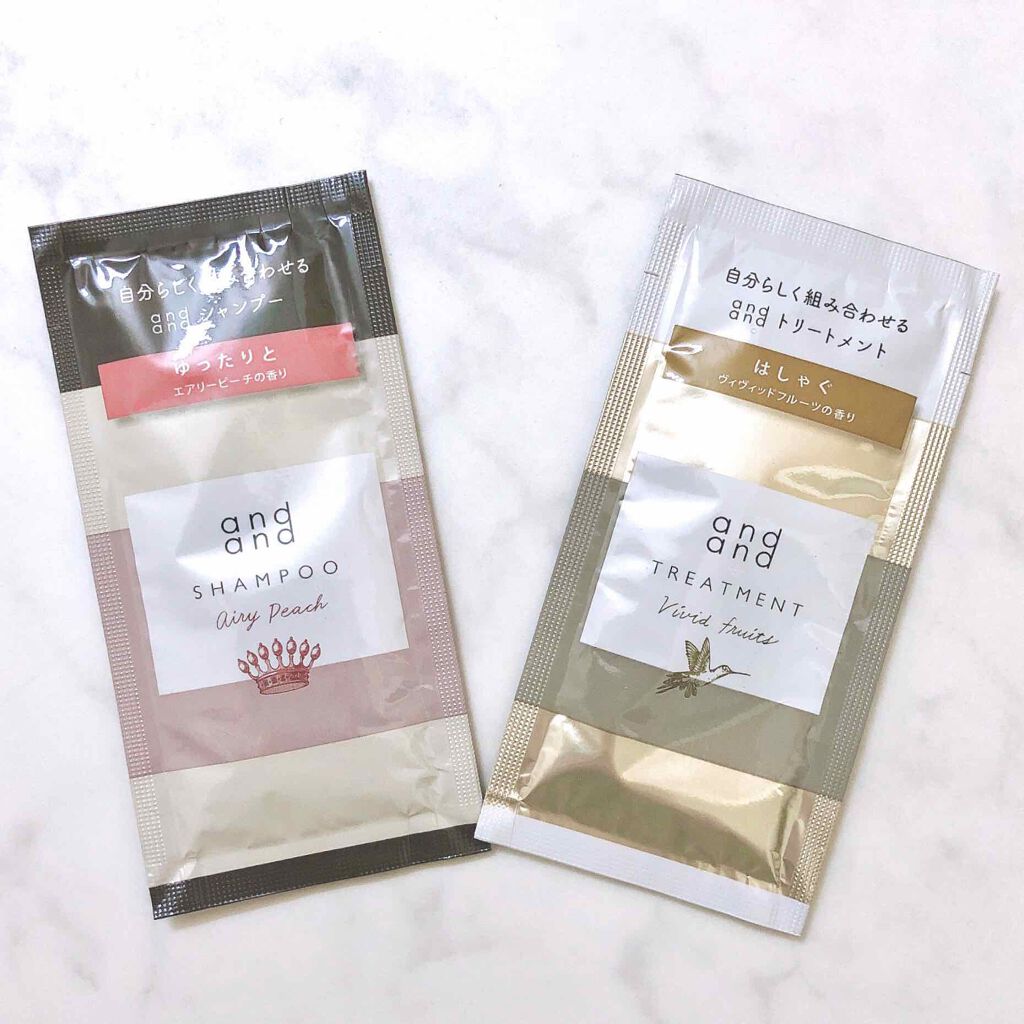 自分らしく組み合わせる
and
and シャンプー
ゆったりと
エアリーピーチの香り
and
and
SHAMPOO
Airy Peach
自分らしく組み合わせる
and
and トリートメント
はしゃぐ
ヴィヴィッドフルーツの香り
and
and
TREATMENT
Vivid fruits